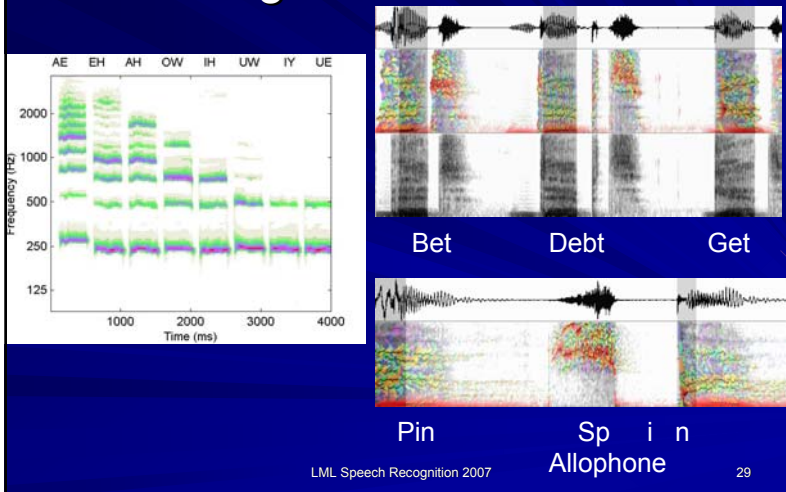 AE EH AH OW IH UW IY UE
Frequency (Hz)
2000
1000
500
250
125
1000 2000 3000 4000
Time (ms)
Bet Debt Get
Pin Sp i n
Allophone
LML Speech Recognition 2007
29